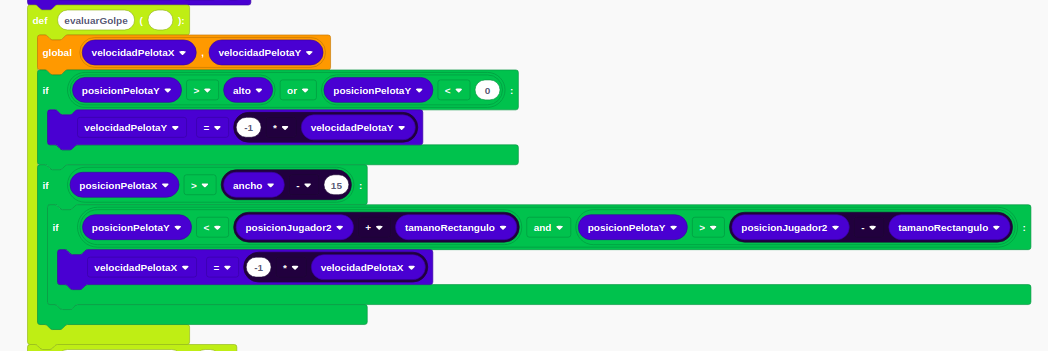 def evaluarGolpe ( ):
global velocidadPelotaX , velocidadPelotaY
if posicionPelotaY > alto or posicionPelotaY < 0 :
velocidadPelotaY = -1 * velocidadPelotaY
if posicionPelotaX > ancho - 15 :
if posicionPelotaY < posicionJugador2 + tamanoRectangulo and posicionPelotaY > posicionJugador2 - tamanoRectangulo :
velocidadPelotaX = -1 * velocidadPelotaX